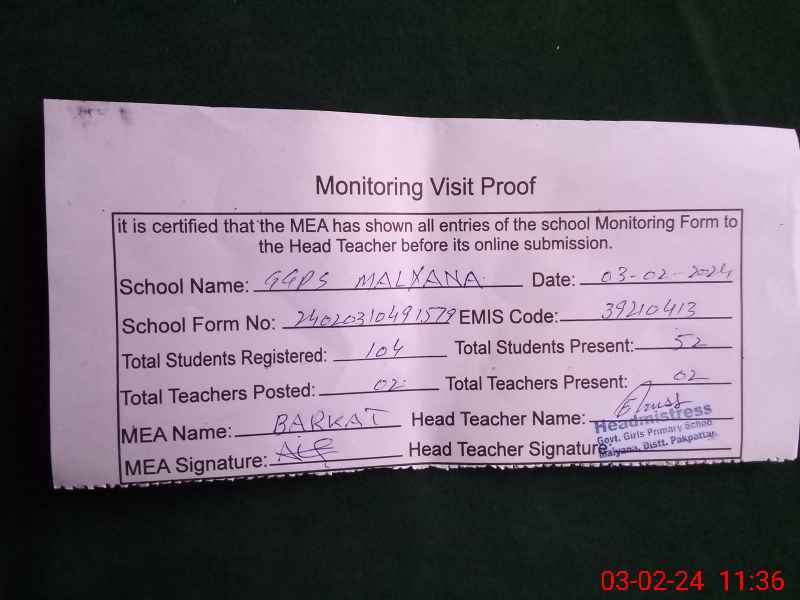 Monitoring Visit Proof
it is certified that the MEA has shown all entries of the school Monitoring Form to
the Head Teacher before its online submission.
School Name: GGPS MALYANA Date: 03-02-2024
School Form No: 24020310491579 EMIS Code: 39210413
Total Students Registered: 104 Total Students Present: 52
Total Teachers Posted: 02 Total Teachers Present: 02
MEA Name: BARKAT Head Teacher Name:
MEA Signature: Head Teacher Signature:
Headmistress
Govt. Girls Primary School
Malyana, Distt. Pakpattan
03-02-24 11:36